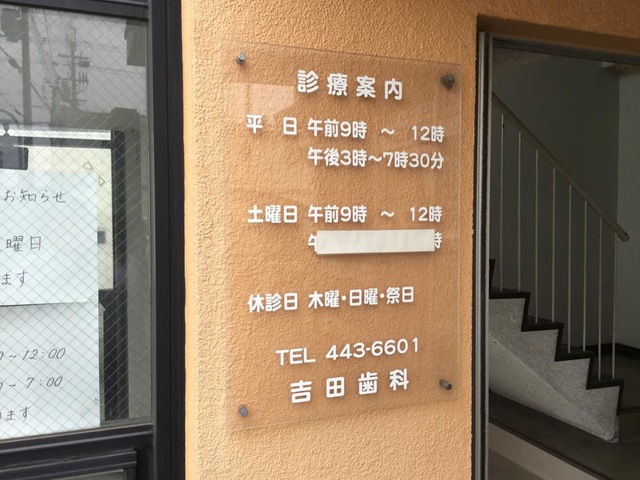 診療案内
平 日 午前9時 ～ 12時
午後3時～7時30分
土曜日 午前9時 ～ 12時
時
休診日 木曜・日曜・祭日
TEL 443-6601
吉田歯科
お知らせ
曜日
ます
～12:00
～7:00
ます